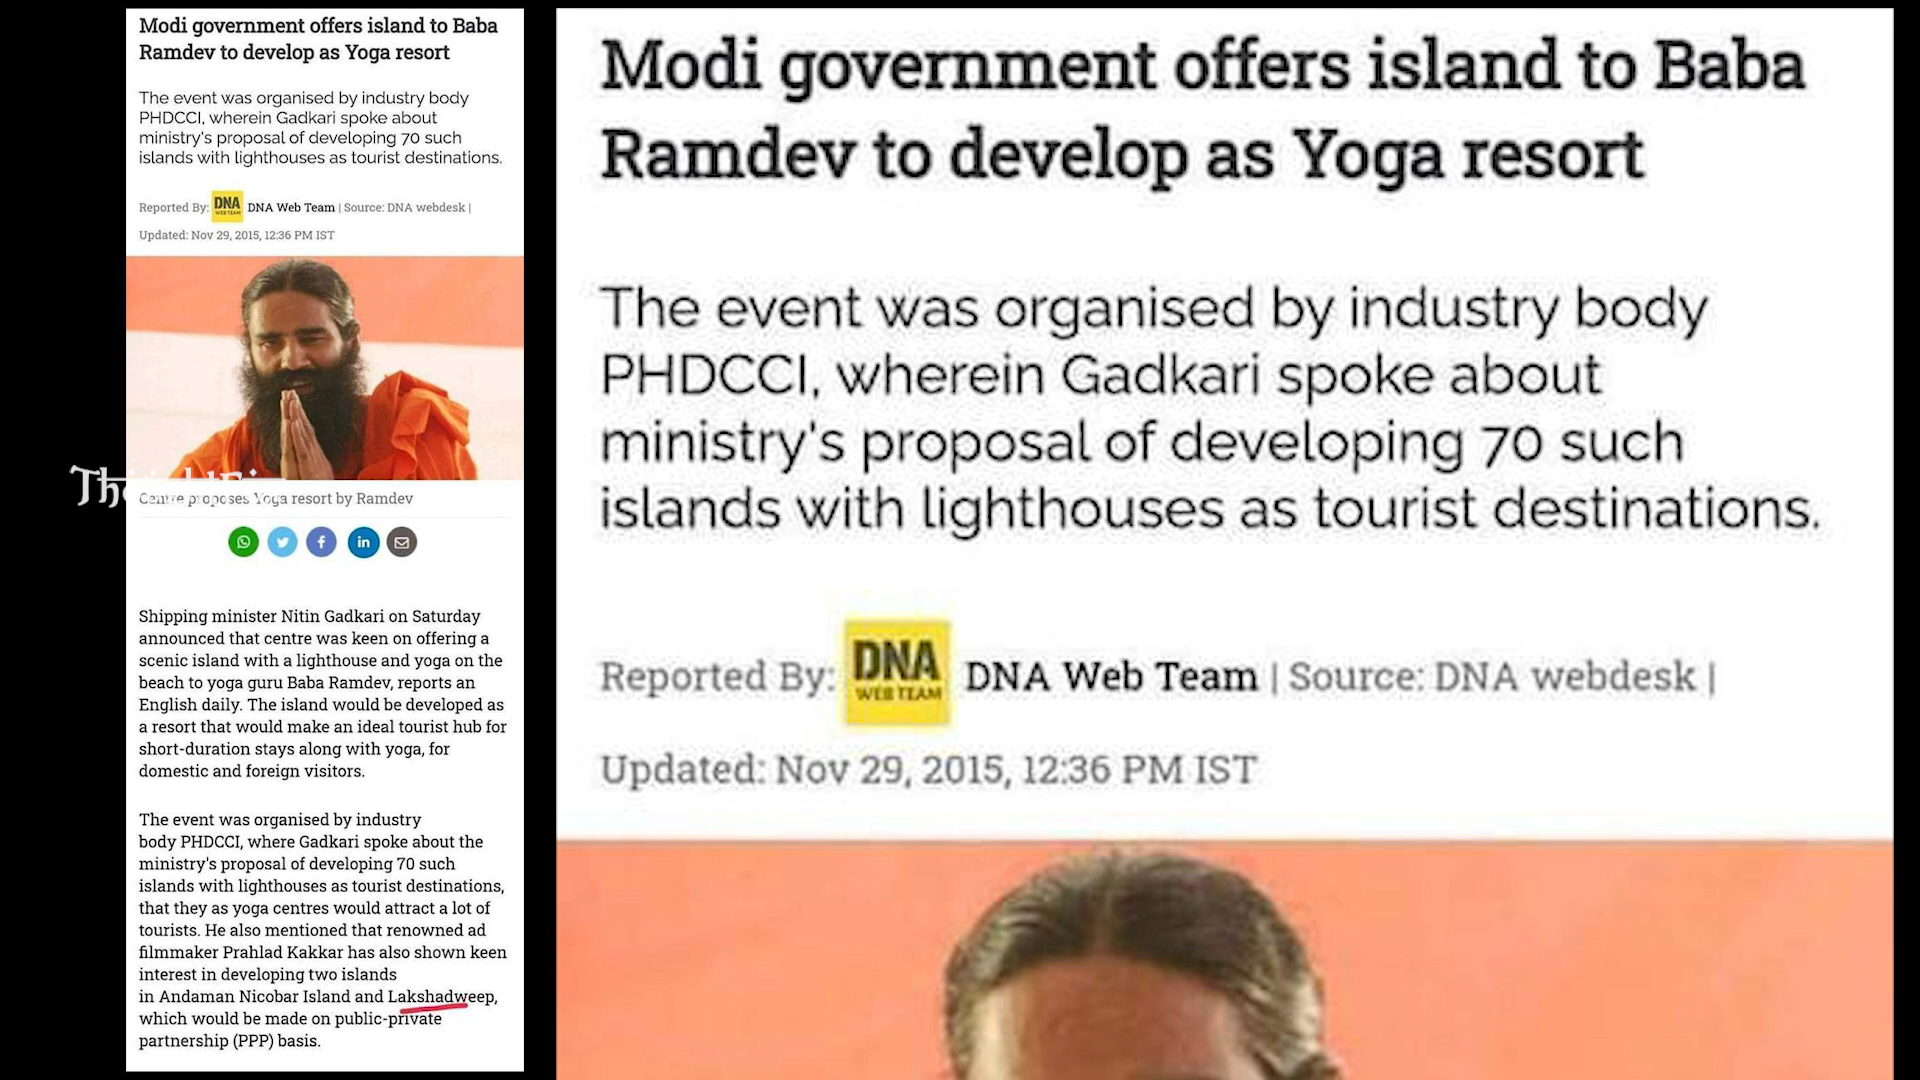 Modi government offers island to Baba
Ramdev to develop as Yoga resort
The event was organised by industry body
PHDCCI, wherein Gadkari spoke about
ministry's proposal of developing 70 such
islands with lighthouses as tourist destinations.
Reported By: DNA WEB TEAM DNA Web Team | Source: DNA webdesk |
Updated: Nov 29, 2015, 12:36 PM IST
Centre proposes Yoga resort by Ramdev
Shipping minister Nitin Gadkari on Saturday
announced that centre was keen on offering a
scenic island with a lighthouse and yoga on the
beach to yoga guru Baba Ramdev, reports an
English daily. The island would be developed as
a resort that would make an ideal tourist hub for
short-duration stays along with yoga, for
domestic and foreign visitors.
The event was organised by industry
body PHDCCI, where Gadkari spoke about the
ministry's proposal of developing 70 such
islands with lighthouses as tourist destinations,
that they as yoga centres would attract a lot of
tourists. He also mentioned that renowned ad
filmmaker Prahlad Kakkar has also shown keen
interest in developing two islands
in Andaman Nicobar Island and Lakshadweep,
which would be made on public-private
partnership (PPP) basis.
Modi government offers island to Baba
Ramdev to develop as Yoga resort
The event was organised by industry body
PHDCCI, wherein Gadkari spoke about
ministry's proposal of developing 70 such
islands with lighthouses as tourist destinations.
Reported By: DNA WEB TEAM DNA Web Team | Source: DNA webdesk |
Updated: Nov 29, 2015, 12:36 PM IST